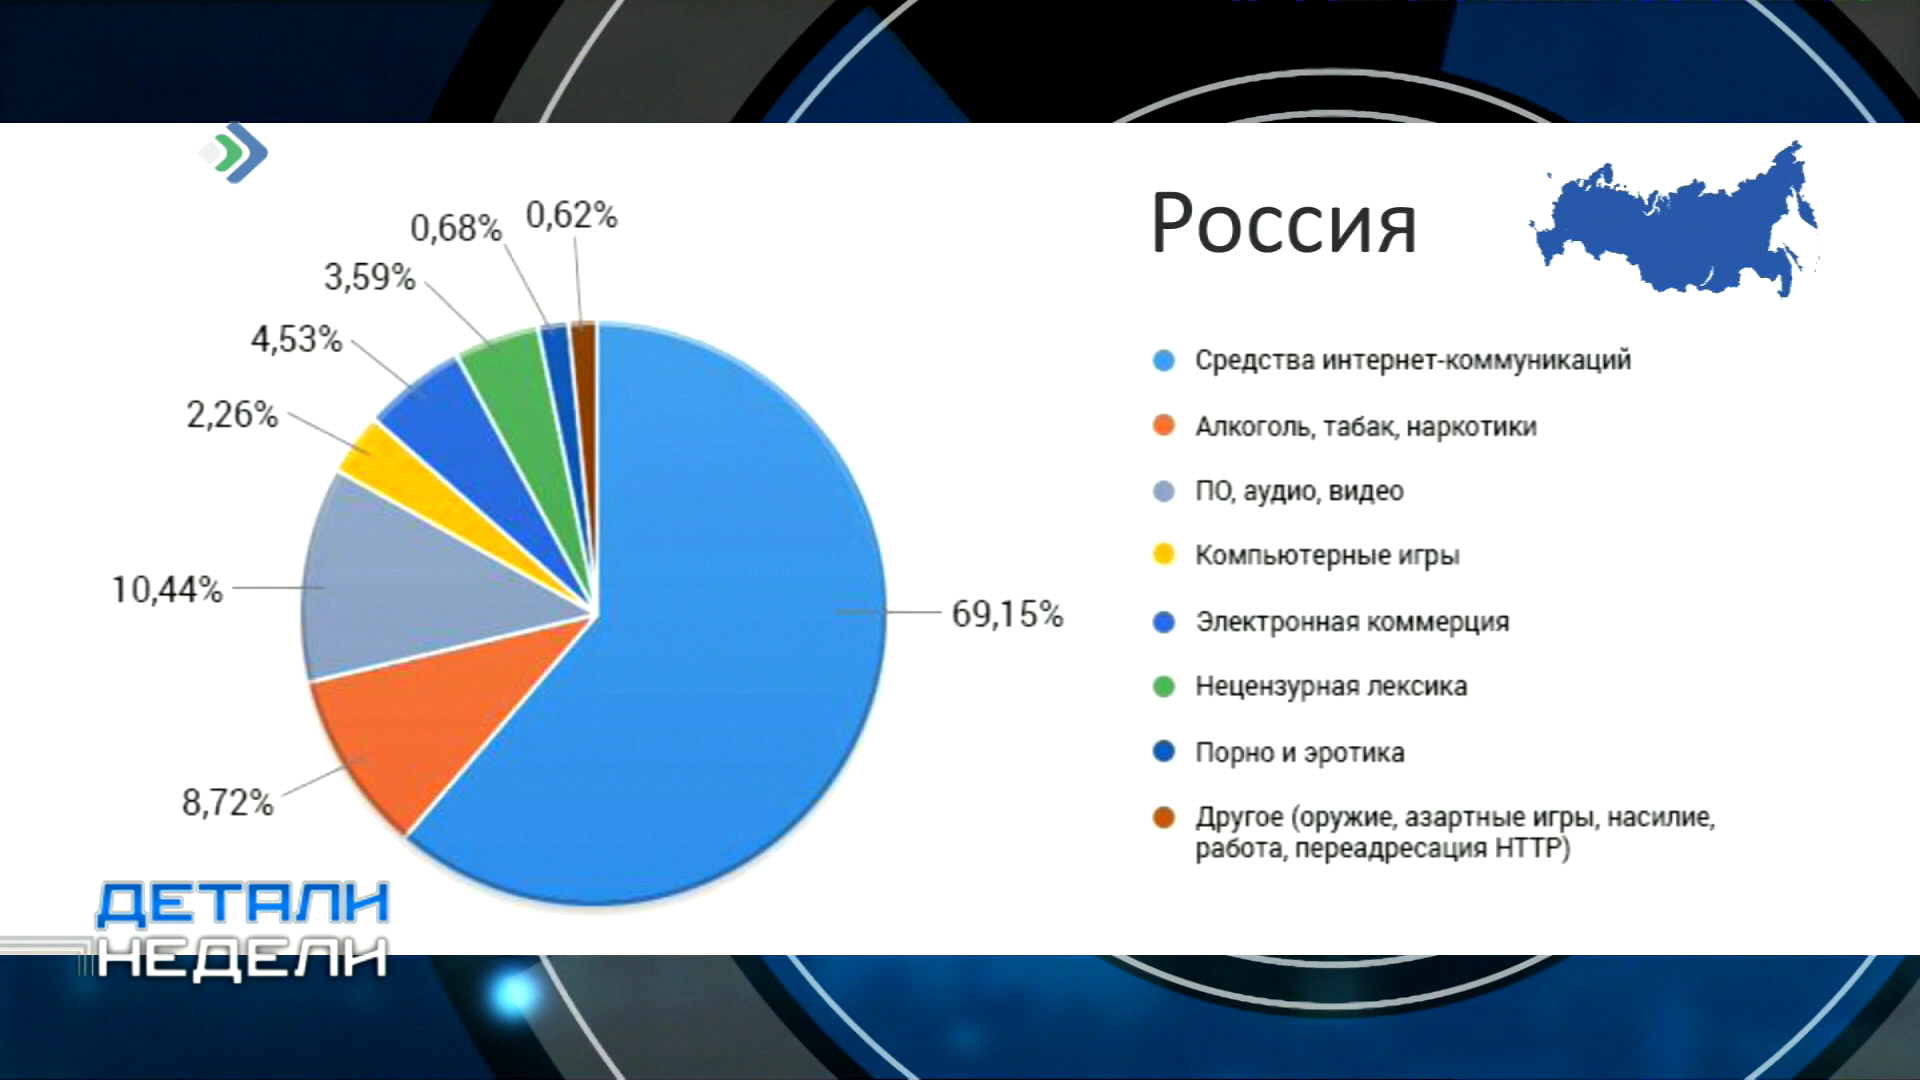 Россия
0,68%
0,62%
3,59%
4,53%
2,26%
10,44%
69,15%
8,72%
Средства интернет-коммуникаций
Алкоголь, табак, наркотики
ПО, аудио, видео
Компьютерные игры
Электронная коммерция
Нецензурная лексика
Порно и эротика
Другое (оружие, азартные игры, насилие,
работа, переадресация HTTP)
ДЕТАЛИ
НЕДЕЛИ